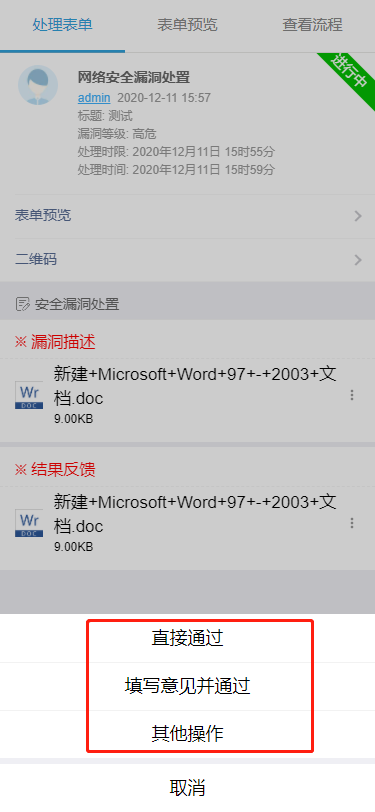 处理表单
表单预览
查看流程
进行中
网络安全漏洞处置
admin 2020-12-11 15:57
标题: 测试
漏洞等级: 高危
处理时限: 2020年12月11日 15时55分
处理时间: 2020年12月11日 15时59分
表单预览
二维码
安全漏洞处置
※ 漏洞描述
Wr
DOC
新建+Microsoft+Word+97+-+2003+文
档.doc
9.00KB
※ 结果反馈
Wr
DOC
新建+Microsoft+Word+97+-+2003+文
档.doc
9.00KB
直接通过
填写意见并通过
其他操作
取消